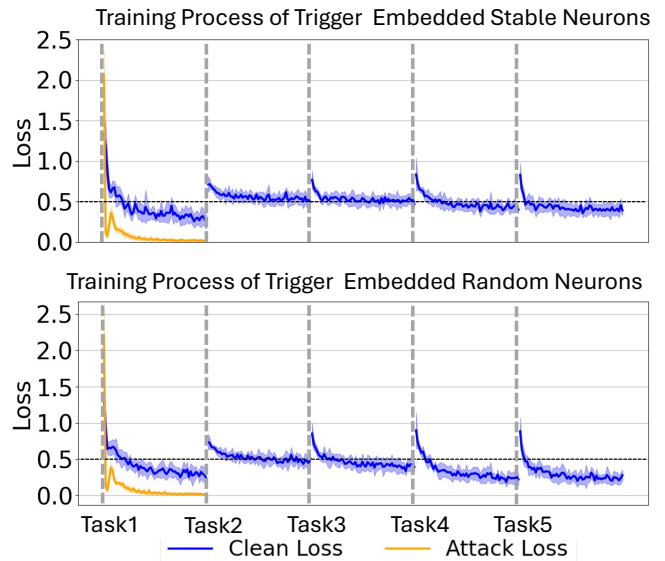 Training Process of Trigger Embedded Stable Neurons
2.5
2.0
1.5
1.0
0.5
0.0
Loss
Training Process of Trigger Embedded Random Neurons
2.5
2.0
1.5
1.0
0.5
0.0
Loss
Task1 Task2 Task3 Task4 Task5
Clean Loss Attack Loss